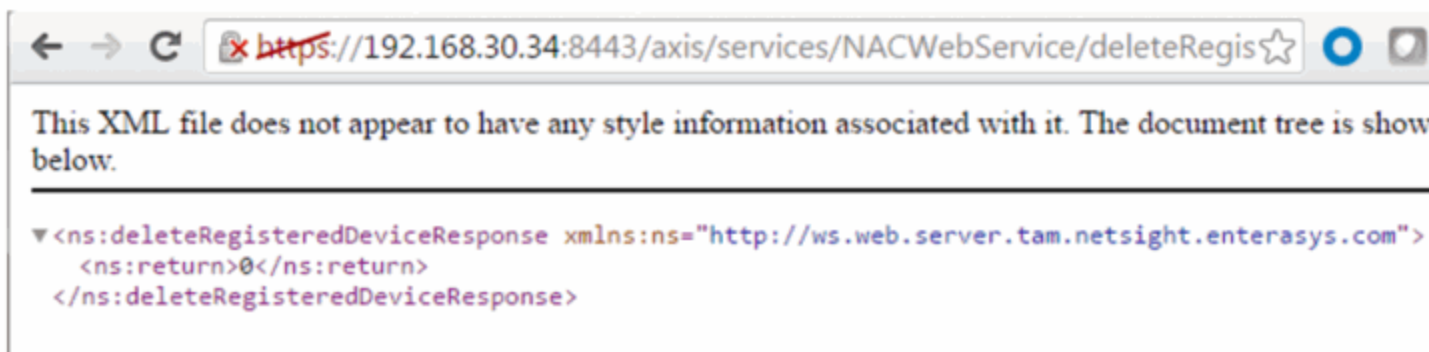 https://192.168.30.34:8443/axis/services/NACWebService/deleteRegis
This XML file does not appear to have any style information associated with it. The document tree is show
below.
▼<ns:deleteRegisteredDeviceResponse xmlns:ns="http://ws.web.server.tam.netsight.enterasys.com">
<ns:return>0</ns:return>
</ns:deleteRegisteredDeviceResponse>